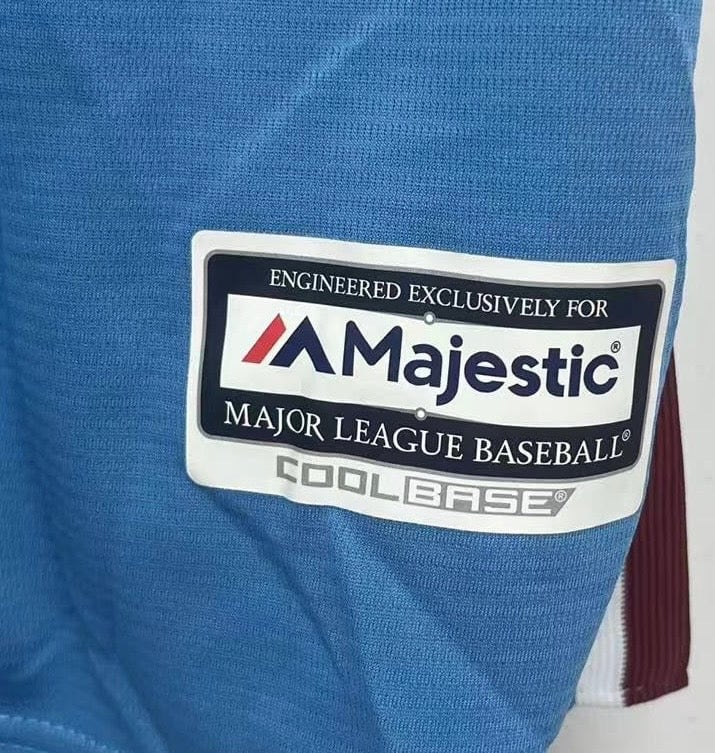 ENGINEERED EXCLUSIVELY FOR
Majestic®
MAJOR LEAGUE BASEBALL®
COOLBASE®